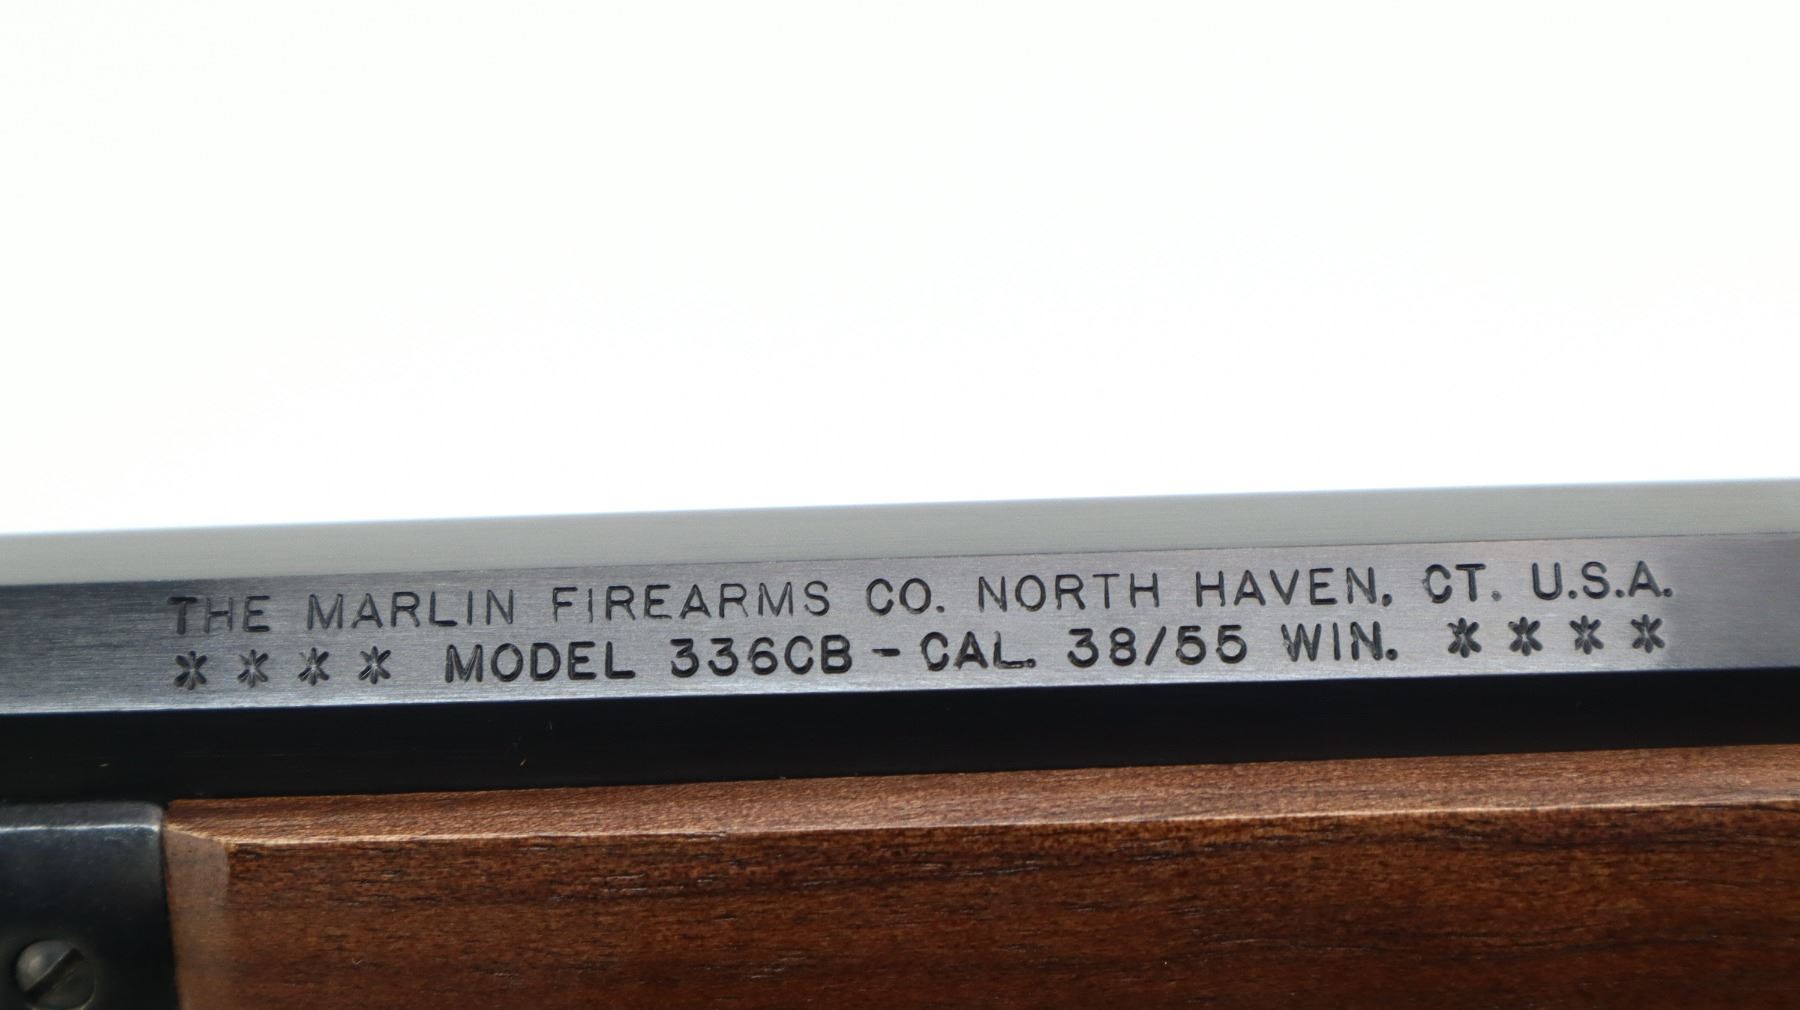 THE MARLIN FIREARMS CO. NORTH HAVEN, CT. U.S.A.
**** MODEL 336CB - CAL. 38/55 WIN. ****